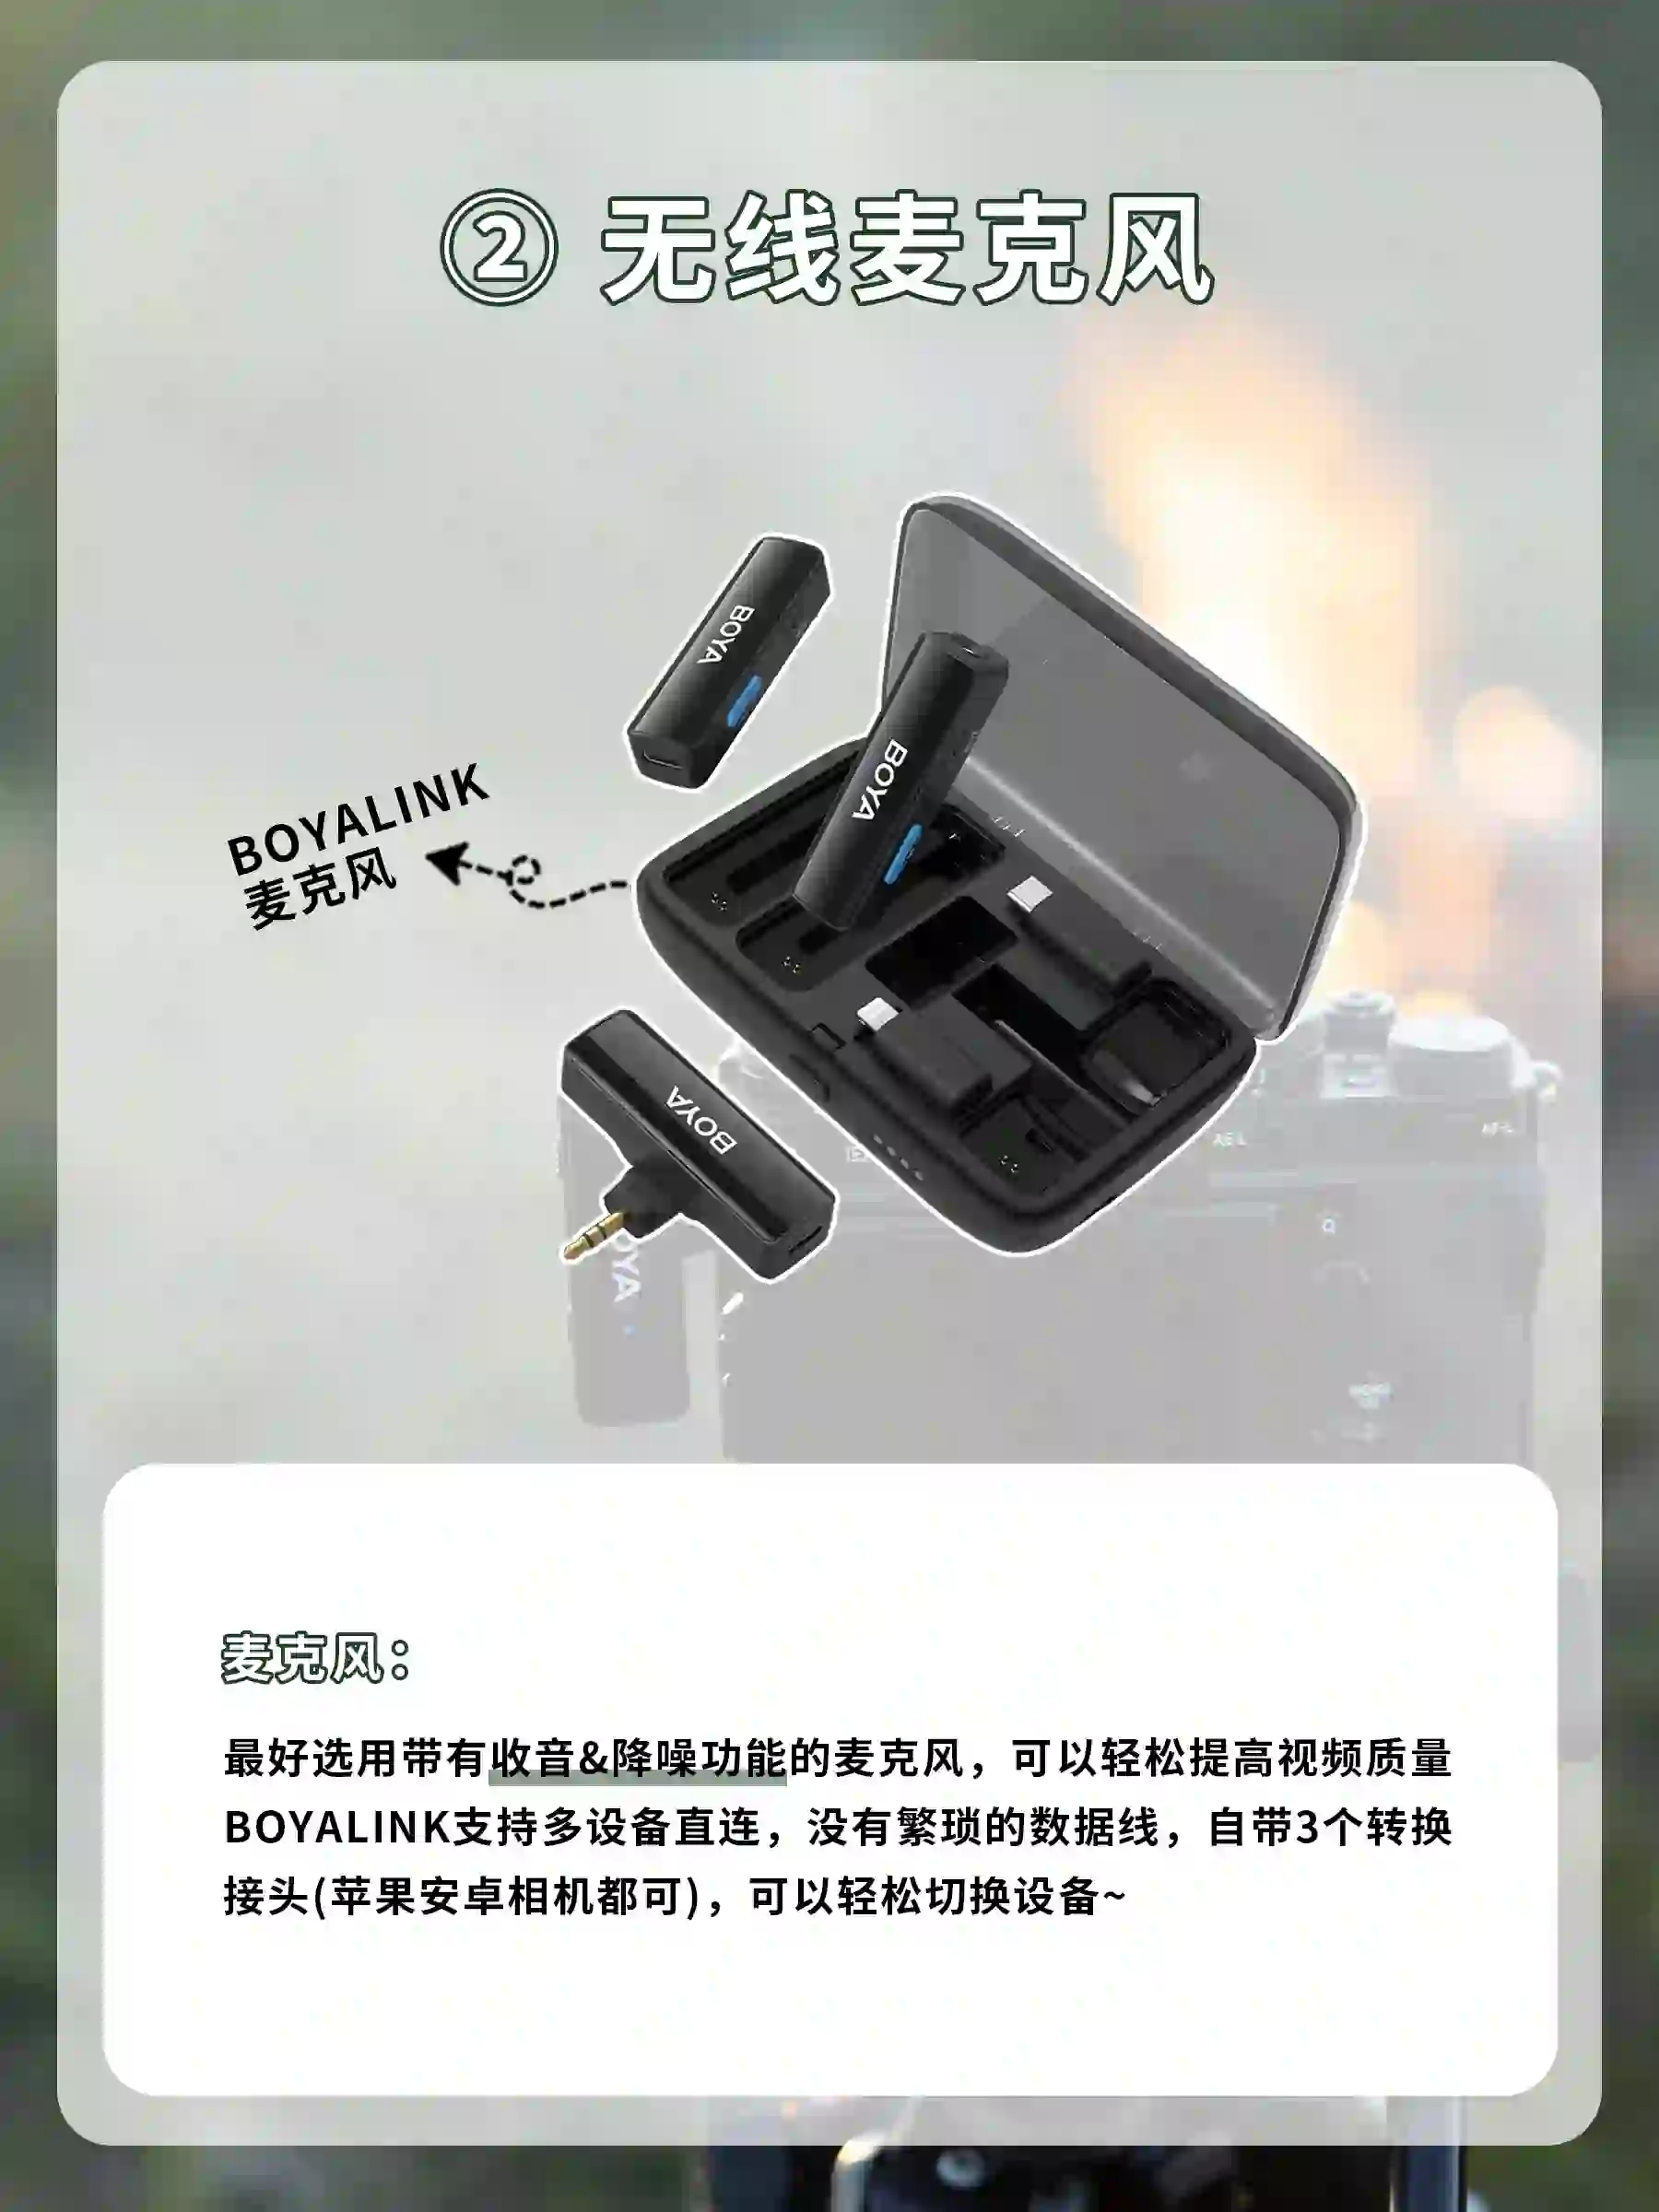 ② 无线麦克风
BOYA
BOYA
BOYALINK
麦克风
BOYA
AEL
AF-L
OYA
麦克风：
最好选用带有收音&降噪功能的麦克风，可以轻松提高视频质量
BOYALINK支持多设备直连，没有繁琐的数据线，自带3个转换
接头(苹果安卓相机都可)，可以轻松切换设备~